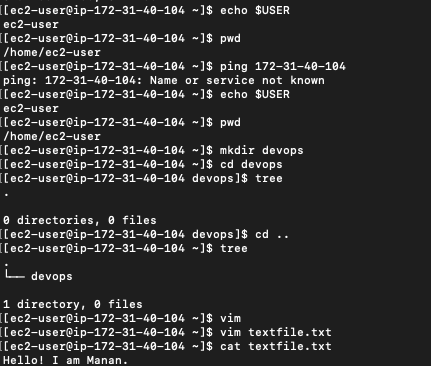 [[ec2-user@ip-172-31-40-104 ~]$ echo $USER
ec2-user
[[ec2-user@ip-172-31-40-104 ~]$ pwd
/home/ec2-user
[[ec2-user@ip-172-31-40-104 ~]$ ping 172-31-40-104
ping: 172-31-40-104: Name or service not known
[[ec2-user@ip-172-31-40-104 ~]$ echo $USER
ec2-user
[[ec2-user@ip-172-31-40-104 ~]$ pwd
/home/ec2-user
[[ec2-user@ip-172-31-40-104 ~]$ mkdir devops
[[ec2-user@ip-172-31-40-104 ~]$ cd devops
[[ec2-user@ip-172-31-40-104 devops]$ tree
.
0 directories, 0 files
[[ec2-user@ip-172-31-40-104 devops]$ cd ..
[[ec2-user@ip-172-31-40-104 ~]$ tree
.
└── devops
1 directory, 0 files
[[ec2-user@ip-172-31-40-104 ~]$ vim
[[ec2-user@ip-172-31-40-104 ~]$ vim textfile.txt
[[ec2-user@ip-172-31-40-104 ~]$ cat textfile.txt
Hello! I am Manan.